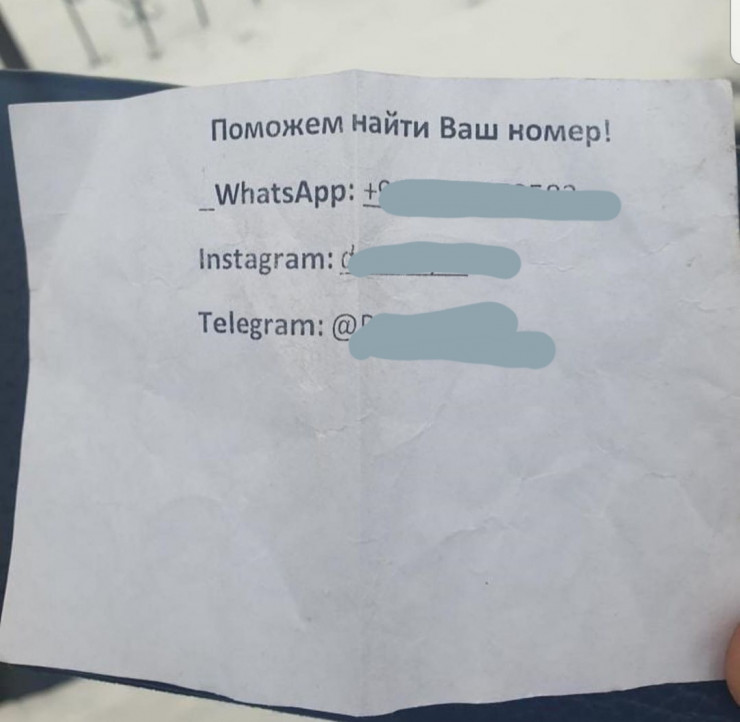 Поможем найти Ваш номер!
_WhatsApp:
Instagram:
Telegram: @